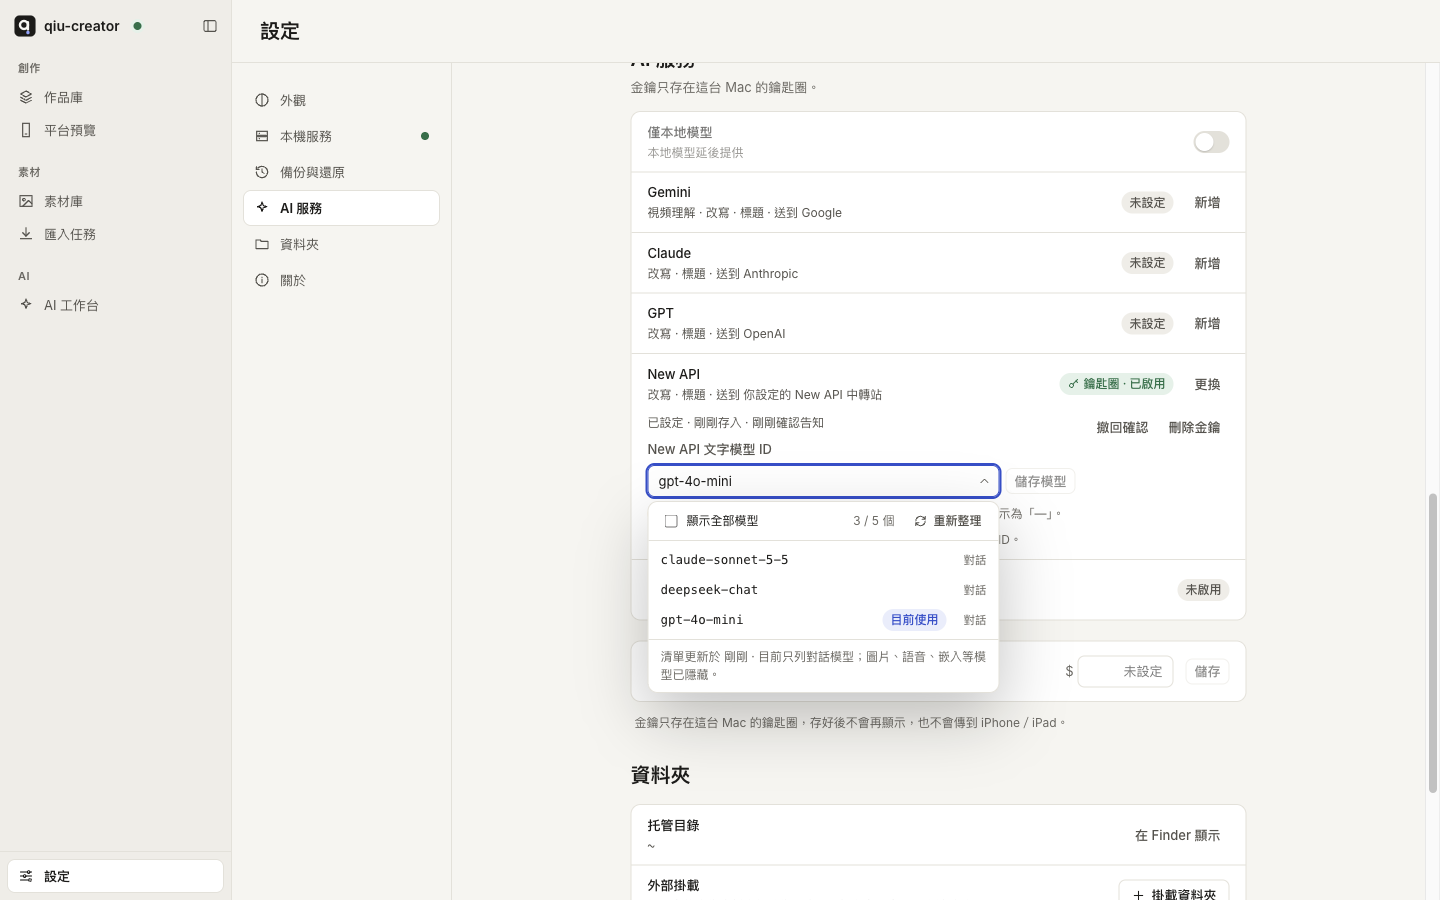 qiu-creator
創作
作品庫
平台預覽
素材
素材庫
匯入任務
AI
AI 工作台
設定
設定
外觀
本機服務
備份與還原
AI 服務
資料夾
關於
AI 服務
金鑰只存在這台 Mac 的鑰匙圈。
僅本地模型
本地模型延後提供
Gemini
視頻理解 · 改寫 · 標題 · 送到 Google
未設定
新增
Claude
改寫 · 標題 · 送到 Anthropic
未設定
新增
GPT
改寫 · 標題 · 送到 OpenAI
未設定
新增
New API
改寫 · 標題 · 送到 你設定的 New API 中轉站
鑰匙圈 · 已啟用
更換
已設定 · 剛剛存入 · 剛剛確認告知
撤回確認
刪除金鑰
New API 文字模型 ID
gpt-4o-mini
儲存模型
示為「—」。
ID。
顯示全部模型
3 / 5 個
重新整理
claude-sonnet-5-5
對話
deepseek-chat
對話
gpt-4o-mini
目前使用
對話
清單更新於 剛剛 · 目前只列對話模型；圖片、語音、嵌入等模
型已隱藏。
未啟用
$
未設定
儲存
金鑰只存在這台 Mac 的鑰匙圈，存好後不會再顯示，也不會傳到 iPhone / iPad。
資料夾
托管目錄
~
在 Finder 顯示
外部掛載
掛載資料夾